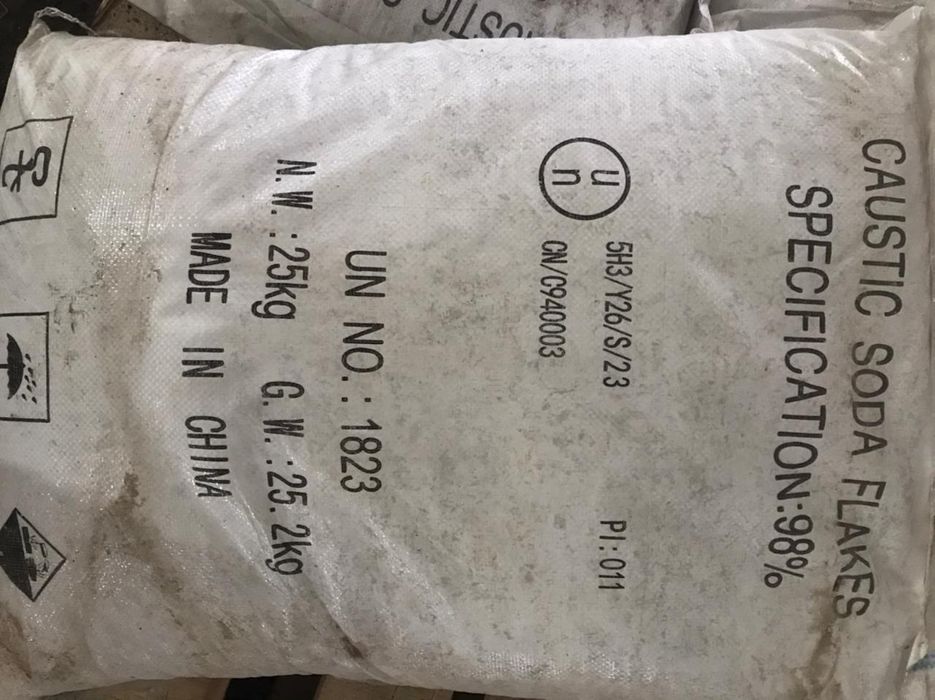 CAUSTIC SODA FLAKES
SPECIFICATION:98%
un
5H3/Y26/S/23 PI:011
CN/C940003
UN NO.: 1823
N.W.:25kg G.W.:25.2kg
MADE IN CHINA